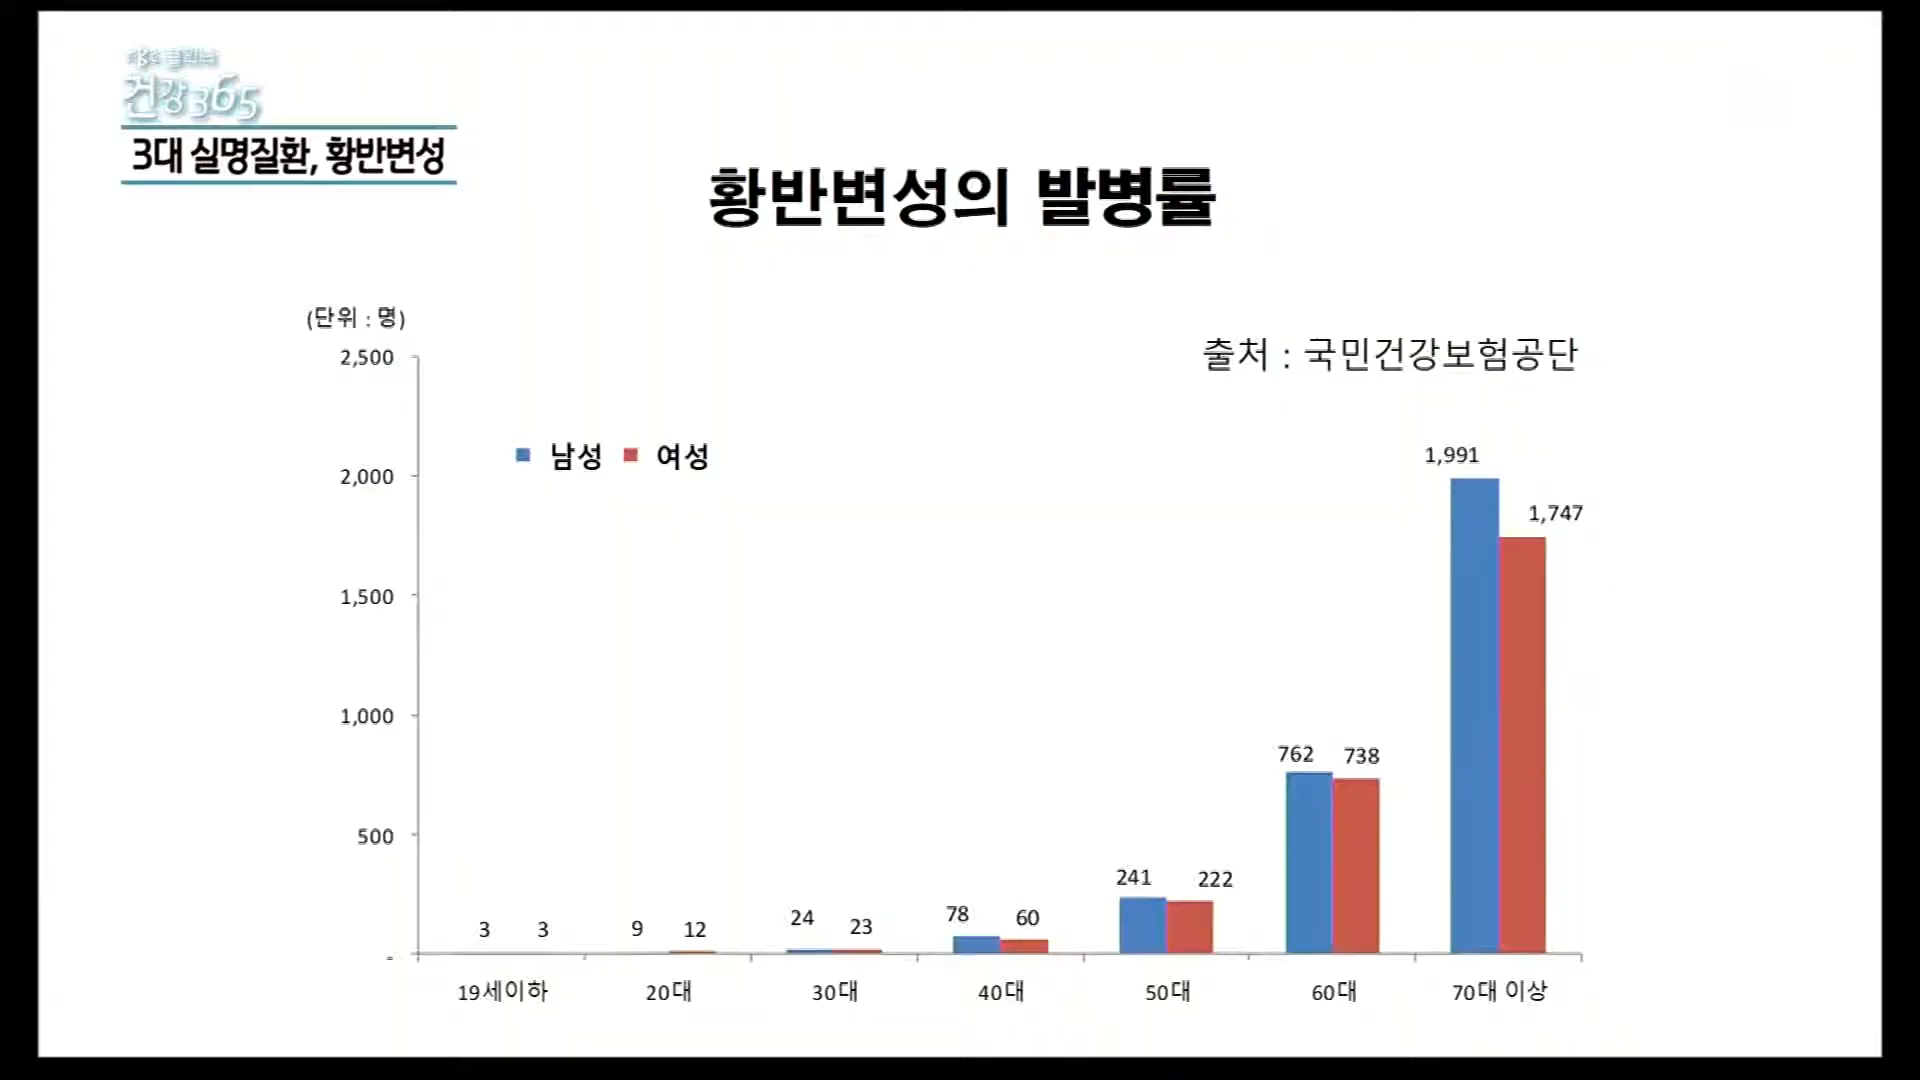 건강365
3대 실명질환, 황반변성
황반변성의 발병률
(단위 : 명)
출처 : 국민건강보험공단
2,500
2,000
1,500
1,000
500
-
남성 여성
3 3
9 12
24 23
78 60
241 222
762 738
1,991 1,747
19세이하 20대 30대 40대 50대 60대 70대 이상